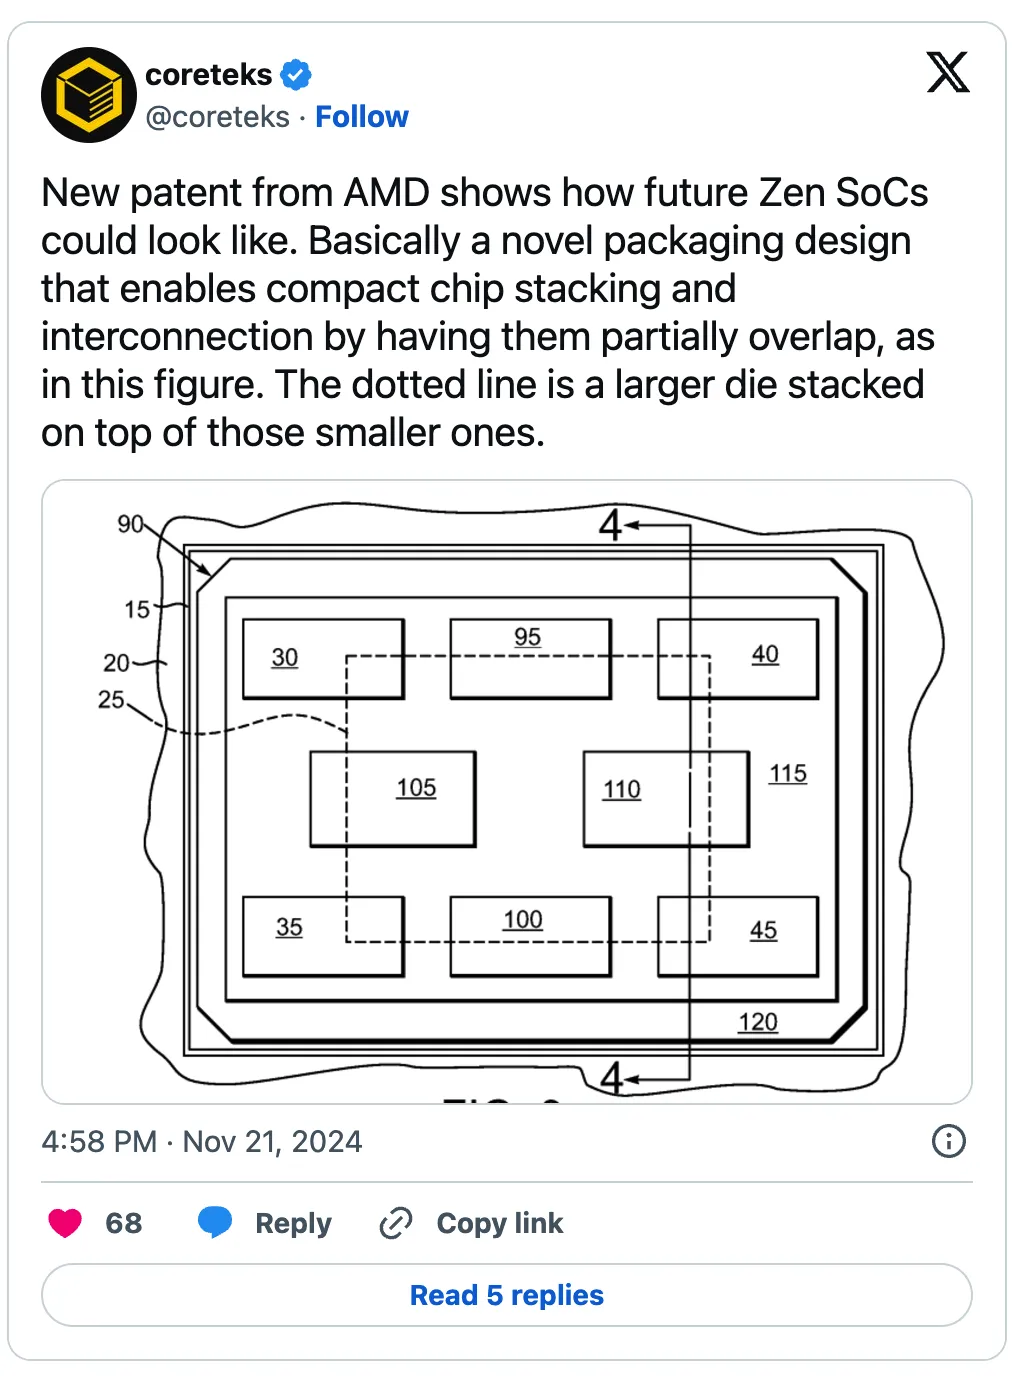 coreteks
@coreteks · Follow
New patent from AMD shows how future Zen SoCs
could look like. Basically a novel packaging design
that enables compact chip stacking and
interconnection by having them partially overlap, as
in this figure. The dotted line is a larger die stacked
on top of those smaller ones.
90
4
15
20
25
30
95
40
105
110
115
35
100
45
120
4
4:58 PM · Nov 21, 2024
68 Reply Copy link
Read 5 replies